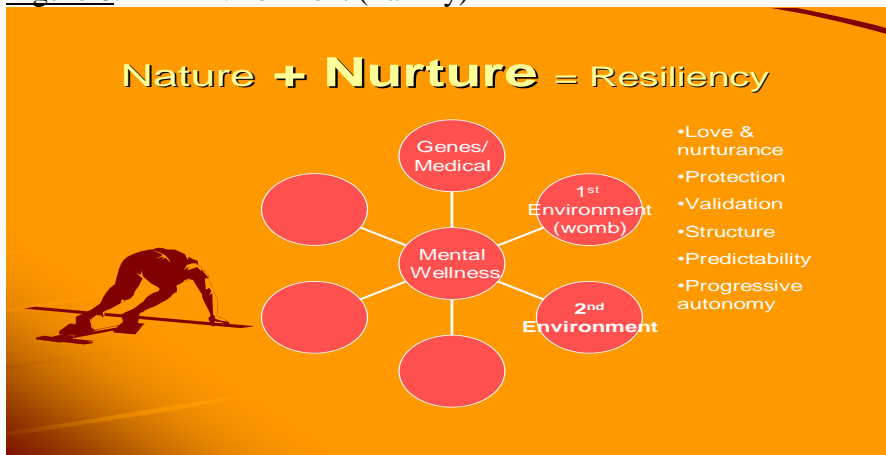 Nature + Nurture = Resiliency
Genes/
Medical
1st
Environment
(womb)
Mental
Wellness
2nd
Environment
•Love &
nurturance
•Protection
•Validation
•Structure
•Predictability
•Progressive
autonomy